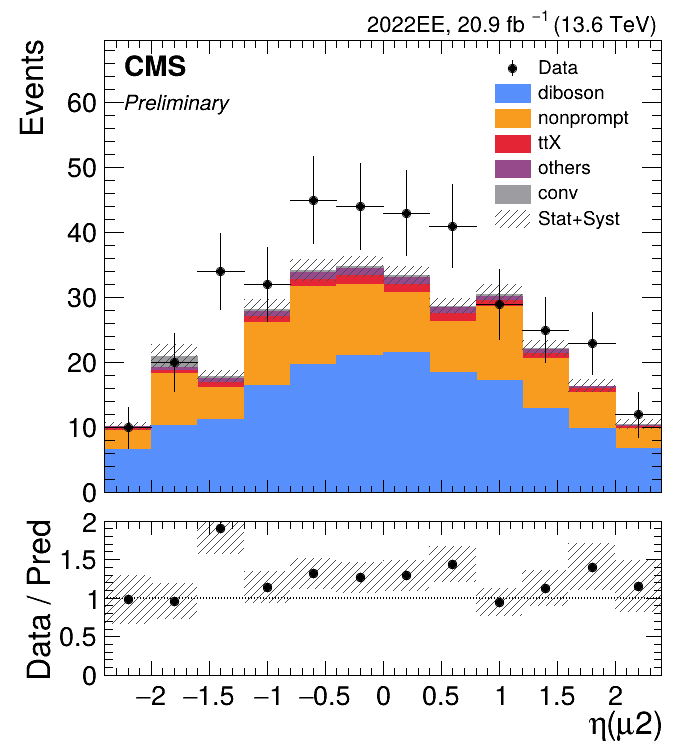 2022EE, 20.9 fb⁻¹ (13.6 TeV)
CMS
Preliminary
Events
60
50
40
30
20
10
0
Data
diboson
nonprompt
ttX
others
conv
Stat+Syst
Data / Pred
2
1.5
1
0.5
0
−2 −1.5 −1 −0.5 0 0.5 1 1.5 2
η(μ2)